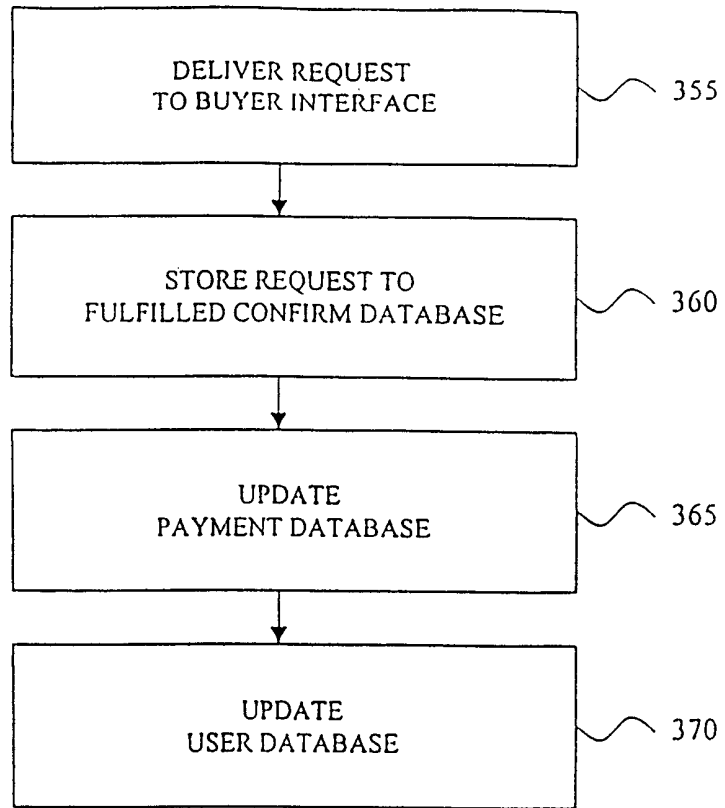 DELIVER REQUEST
TO BUYER INTERFACE
355
STORE REQUEST TO
FULFILLED CONFIRM DATABASE
360
UPDATE
PAYMENT DATABASE
365
UPDATE
USER DATABASE
370